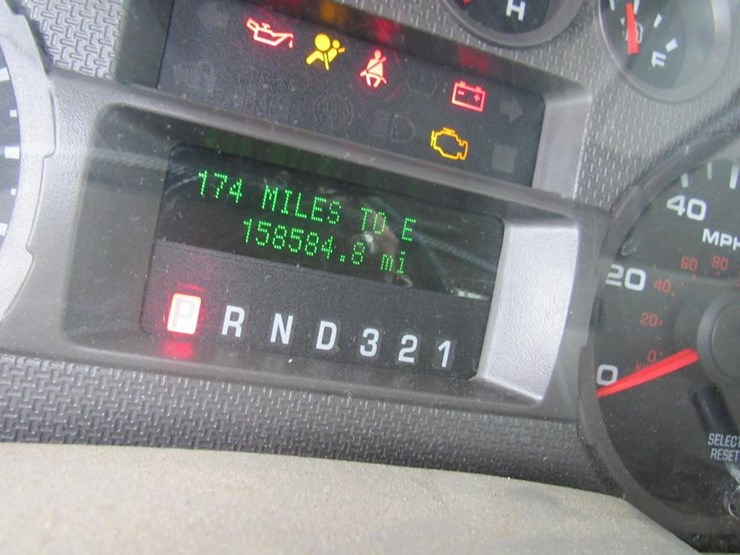 H
F
174 MILES TO E
158584.8 mi
P R N D 3 2 1
40
MPH
60 80
20 40
20
0
0
SELECT
RESET